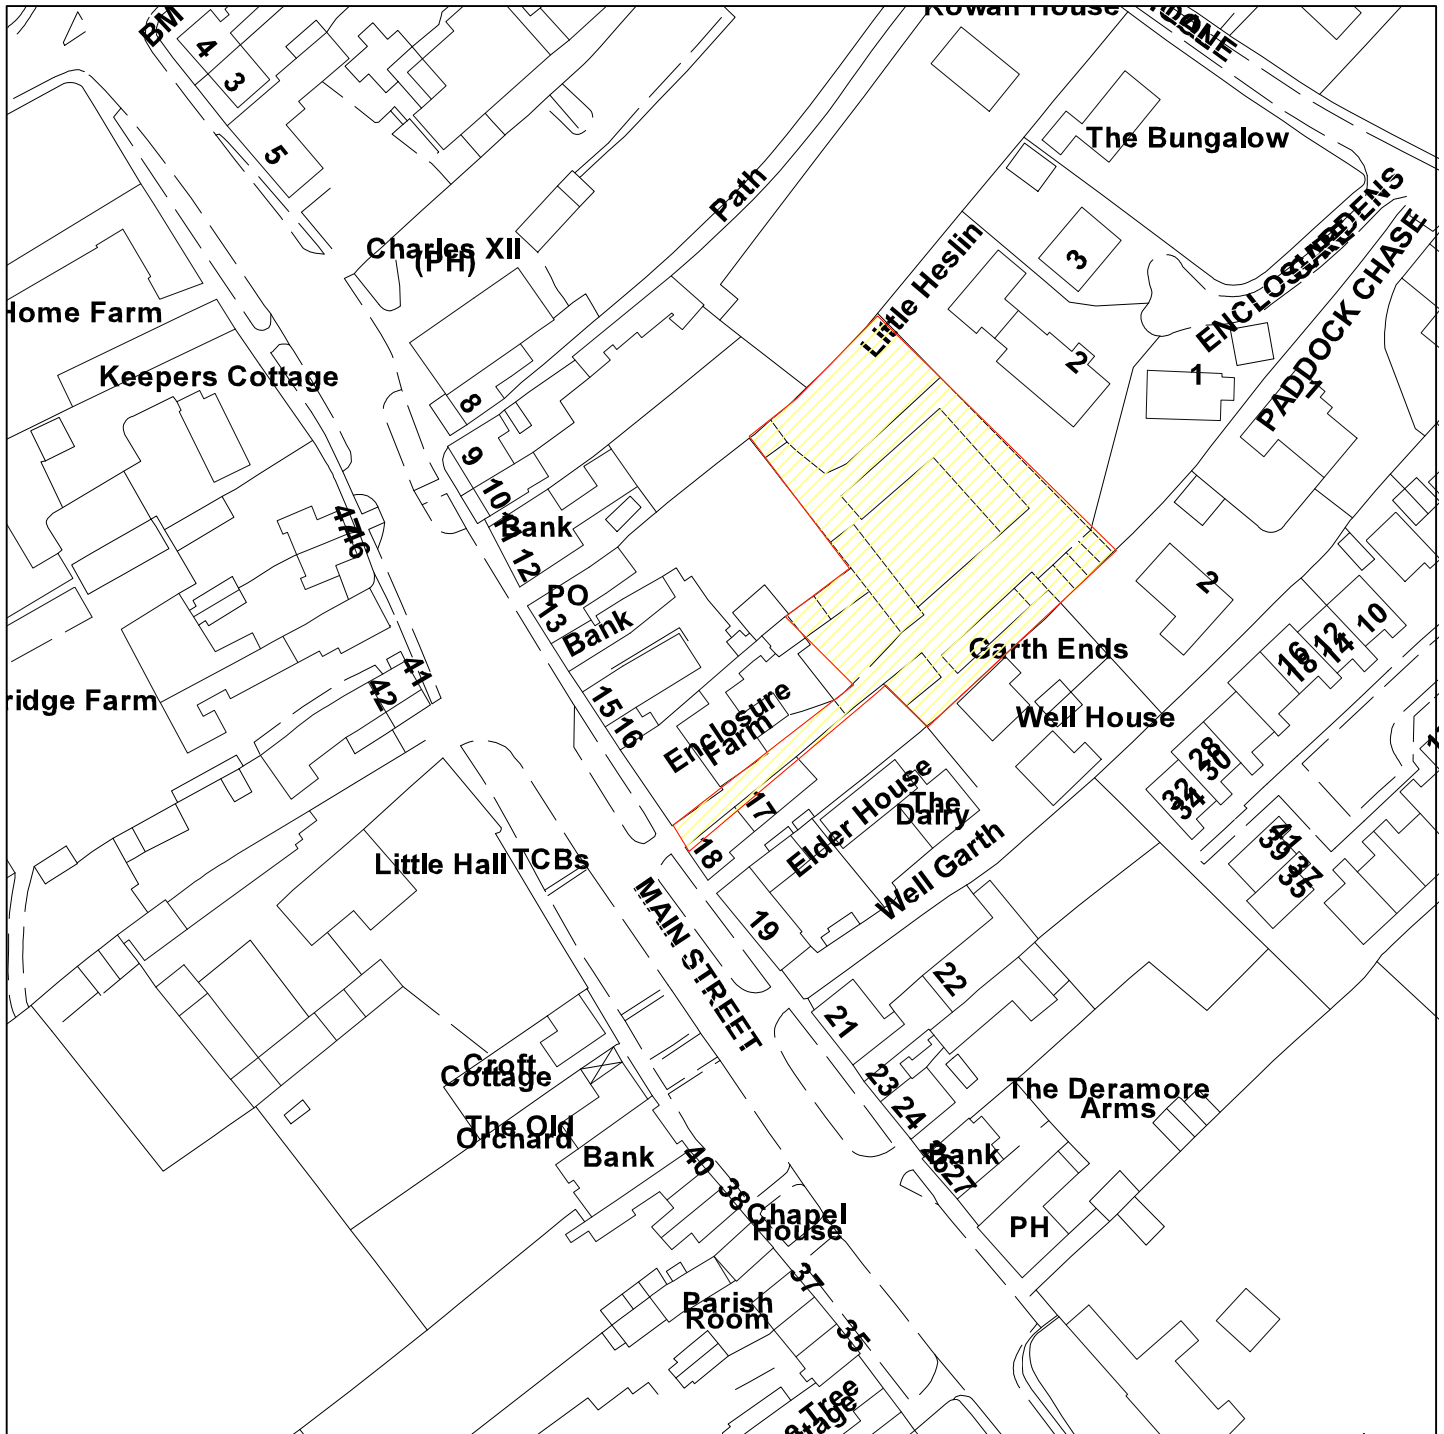 BM
4
3
5
Rowan House
The Bungalow
Path
Charles XII
(PH)
Little Heslin
3
2
1
1
ENCLOSURE
GARDENS
PADDOCK CHASE
Home Farm
Keepers Cottage
8
9
10
11
Bank
12
47
46
PO
13
Bank
2
Garth Ends
10
12
14
16
18
41
42
ridge Farm
15
16
Enclosure
Farm
Well House
28
30
32
34
17
18
Elder House
The
Dairy
Well Garth
41
39
37
35
Little Hall
TCBs
MAIN STREET
19
22
21
Croft
Cottage
The Old
Orchard
Bank
23
24
The Deramore
Arms
Bank
26
27
40
38
Chapel
House
PH
37
Parish
Room
35
Tree